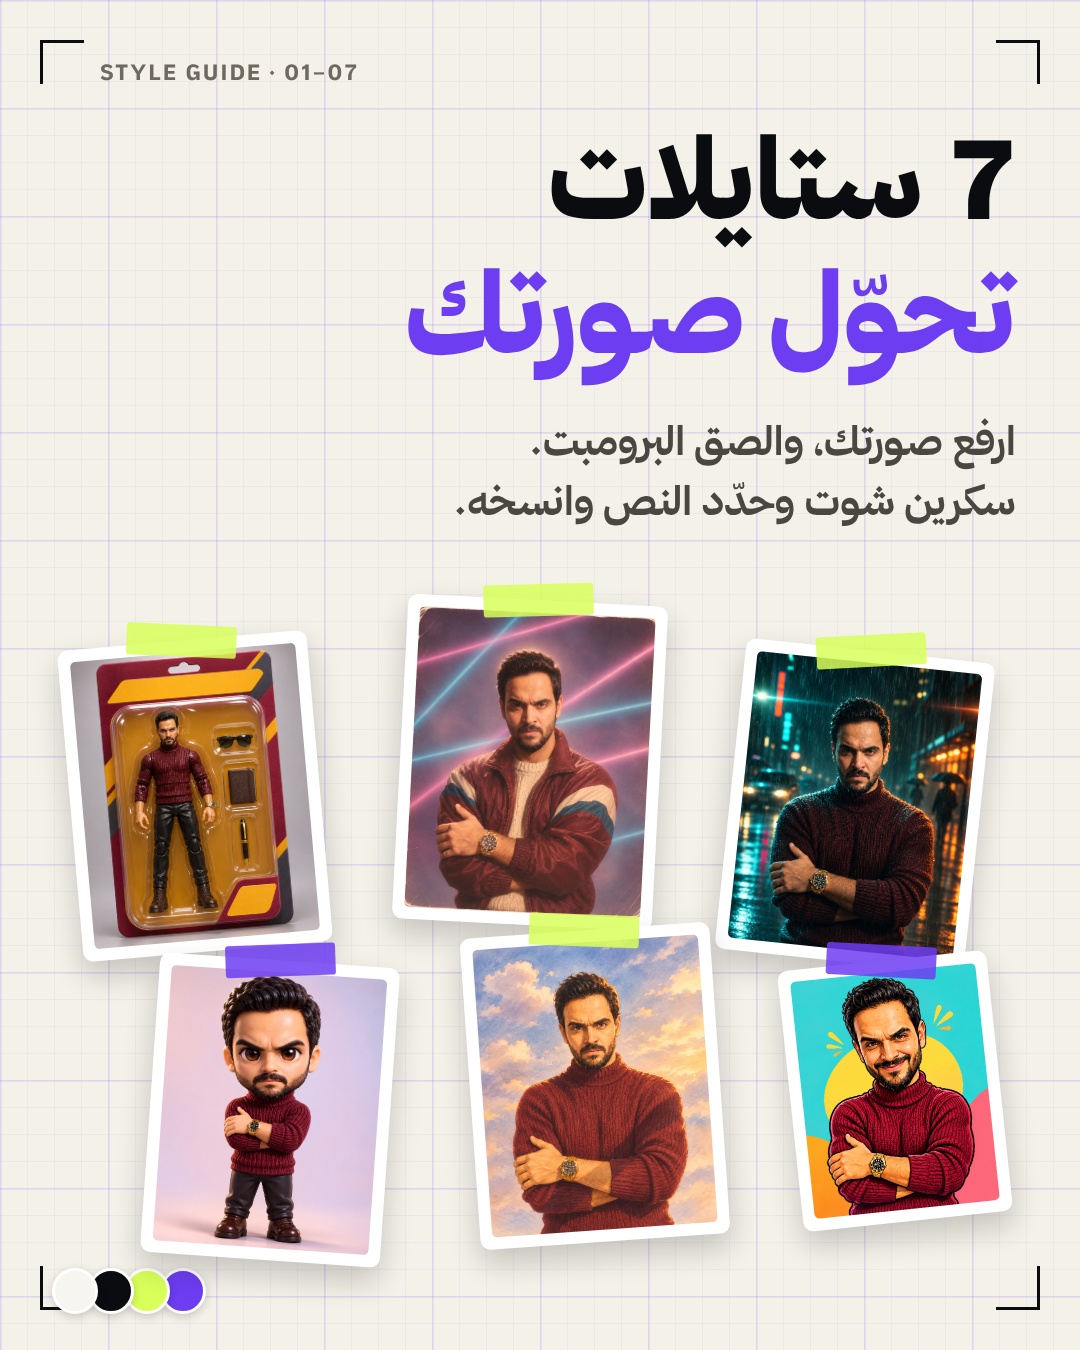 STYLE GUIDE · 01–07
7 ستايلات
تحوّل صورتك
ارفع صورتك، والصق البرومبت.
سكرين شوت وحدّد النص وانسخه.